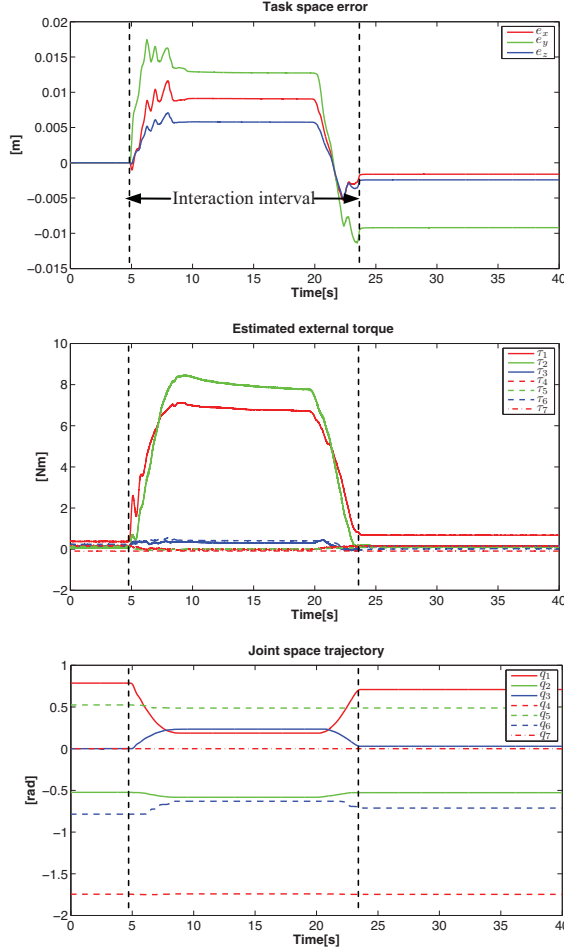 Task space error
0.02
0.015
0.01
0.005
0
-0.005
-0.01
-0.015
[m]
e_x
e_y
e_z
Interaction interval
0 5 10 15 20 25 30 35 40
Time[s]
Estimated external torque
10
8
6
4
2
0
-2
[Nm]
τ_1
τ_2
τ_3
τ_4
τ_5
τ_6
τ_7
0 5 10 15 20 25 30 35 40
Time[s]
Joint space trajectory
1
0.5
0
-0.5
-1
-1.5
-2
[rad]
q_1
q_2
q_3
q_4
q_5
q_6
q_7
0 5 10 15 20 25 30 35 40
Time[s]